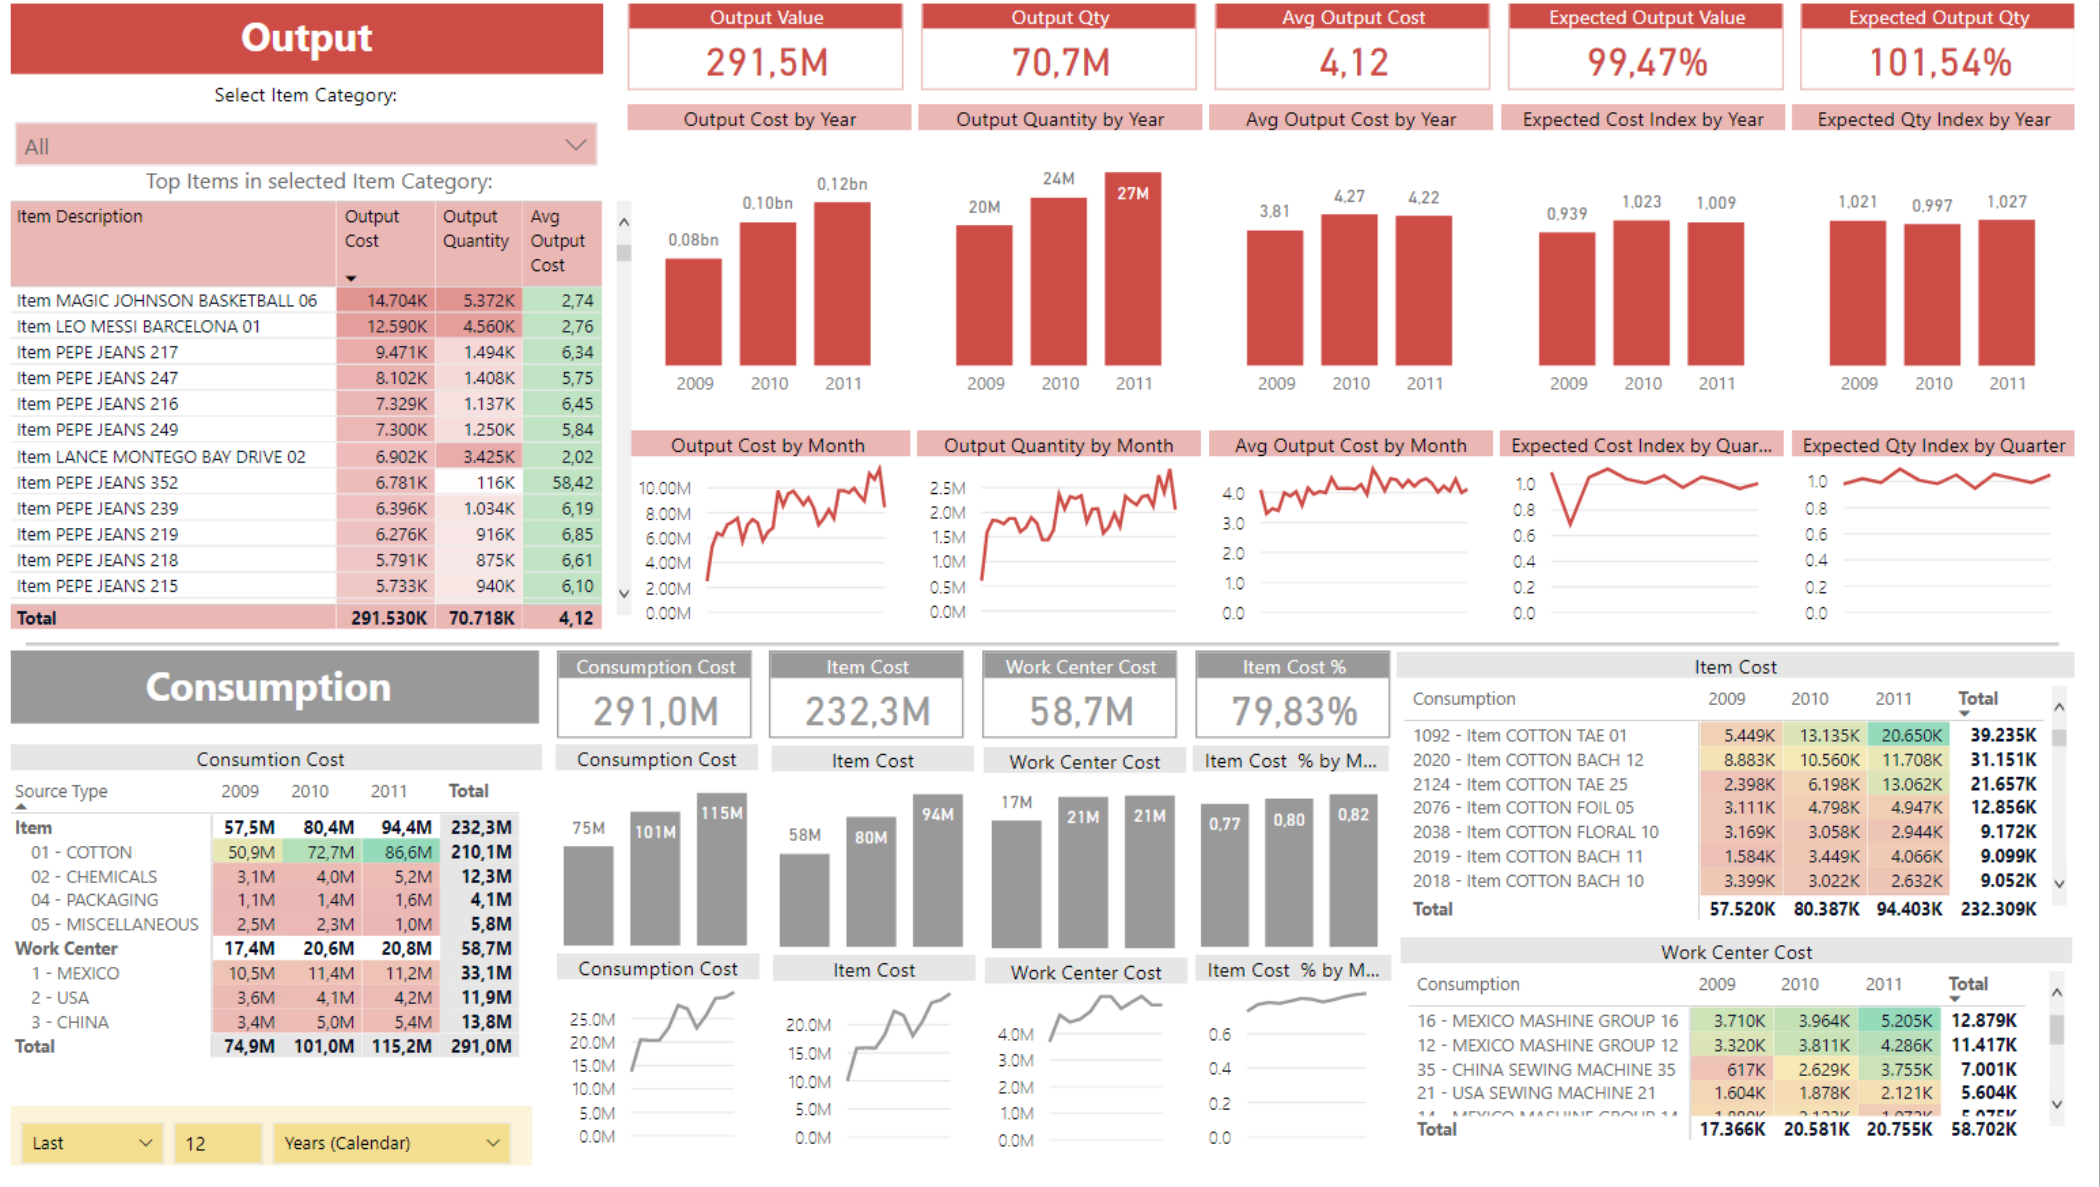 Output
Select Item Category:
All
Top Items in selected Item Category:
Item Description Output Cost Output Quantity Avg Output Cost
Item MAGIC JOHNSON BASKETBALL 06 14.704K 5.372K 2,74
Item LEO MESSI BARCELONA 01 12.590K 4.560K 2,76
Item PEPE JEANS 217 9.471K 1.494K 6,34
Item PEPE JEANS 247 8.102K 1.408K 5,75
Item PEPE JEANS 216 7.329K 1.137K 6,45
Item PEPE JEANS 249 7.300K 1.250K 5,84
Item LANCE MONTEGO BAY DRIVE 02 6.902K 3.425K 2,02
Item PEPE JEANS 352 6.781K 116K 58,42
Item PEPE JEANS 239 6.396K 1.034K 6,19
Item PEPE JEANS 219 6.276K 916K 6,85
Item PEPE JEANS 218 5.791K 875K 6,61
Item PEPE JEANS 215 5.733K 940K 6,10
Total 291.530K 70.718K 4,12
Output Value
291,5M
Output Qty
70,7M
Avg Output Cost
4,12
Expected Output Value
99,47%
Expected Output Qty
101,54%
Output Cost by Year
0,08bn 0,10bn 0,12bn
2009 2010 2011
Output Quantity by Year
20M 24M 27M
2009 2010 2011
Avg Output Cost by Year
3,81 4,27 4,22
2009 2010 2011
Expected Cost Index by Year
0,939 1,023 1,009
2009 2010 2011
Expected Qty Index by Year
1,021 0,997 1,027
2009 2010 2011
Output Cost by Month
10.00M
8.00M
6.00M
4.00M
2.00M
0.00M
Output Quantity by Month
2.5M
2.0M
1.5M
1.0M
0.5M
0.0M
Avg Output Cost by Month
4.0
3.0
2.0
1.0
0.0
Expected Cost Index by Quar...
1.0
0.8
0.6
0.4
0.2
0.0
Expected Qty Index by Quarter
1.0
0.8
0.6
0.4
0.2
0.0
Consumption
Consumtion Cost
Source Type 2009 2010 2011 Total
Item 57,5M 80,4M 94,4M 232,3M
01 - COTTON 50,9M 72,7M 86,6M 210,1M
02 - CHEMICALS 3,1M 4,0M 5,2M 12,3M
04 - PACKAGING 1,1M 1,4M 1,6M 4,1M
05 - MISCELLANEOUS 2,5M 2,3M 1,0M 5,8M
Work Center 17,4M 20,6M 20,8M 58,7M
1 - MEXICO 10,5M 11,4M 11,2M 33,1M
2 - USA 3,6M 4,1M 4,2M 11,9M
3 - CHINA 3,4M 5,0M 5,4M 13,8M
Total 74,9M 101,0M 115,2M 291,0M
Last 12 Years (Calendar)
Consumption Cost
291,0M
Item Cost
232,3M
Work Center Cost
58,7M
Item Cost %
79,83%
Consumption Cost
75M 101M 115M
Item Cost
58M 80M 94M
Work Center Cost
17M 21M 21M
Item Cost % by M...
0,77 0,80 0,82
Consumption Cost
25.0M
20.0M
15.0M
10.0M
5.0M
0.0M
Item Cost
20.0M
15.0M
10.0M
5.0M
0.0M
Work Center Cost
4.0M
3.0M
2.0M
1.0M
0.0M
Item Cost % by M...
0.6
0.4
0.2
0.0
Item Cost
Consumption 2009 2010 2011 Total
1092 - Item COTTON TAE 01 5.449K 13.135K 20.650K 39.235K
2020 - Item COTTON BACH 12 8.883K 10.560K 11.708K 31.151K
2124 - Item COTTON TAE 25 2.398K 6.198K 13.062K 21.657K
2076 - Item COTTON FOIL 05 3.111K 4.798K 4.947K 12.856K
2038 - Item COTTON FLORAL 10 3.169K 3.058K 2.944K 9.172K
2019 - Item COTTON BACH 11 1.584K 3.449K 4.066K 9.099K
2018 - Item COTTON BACH 10 3.399K 3.022K 2.632K 9.052K
Total 57.520K 80.387K 94.403K 232.309K
Work Center Cost
Consumption 2009 2010 2011 Total
16 - MEXICO MASHINE GROUP 16 3.710K 3.964K 5.205K 12.879K
12 - MEXICO MASHINE GROUP 12 3.320K 3.811K 4.286K 11.417K
35 - CHINA SEWING MACHINE 35 617K 2.629K 3.755K 7.001K
21 - USA SEWING MACHINE 21 1.604K 1.878K 2.121K 5.604K
14 - MEXICO MASHINE GROUP 14
Total 17.366K 20.581K 20.755K 58.702K